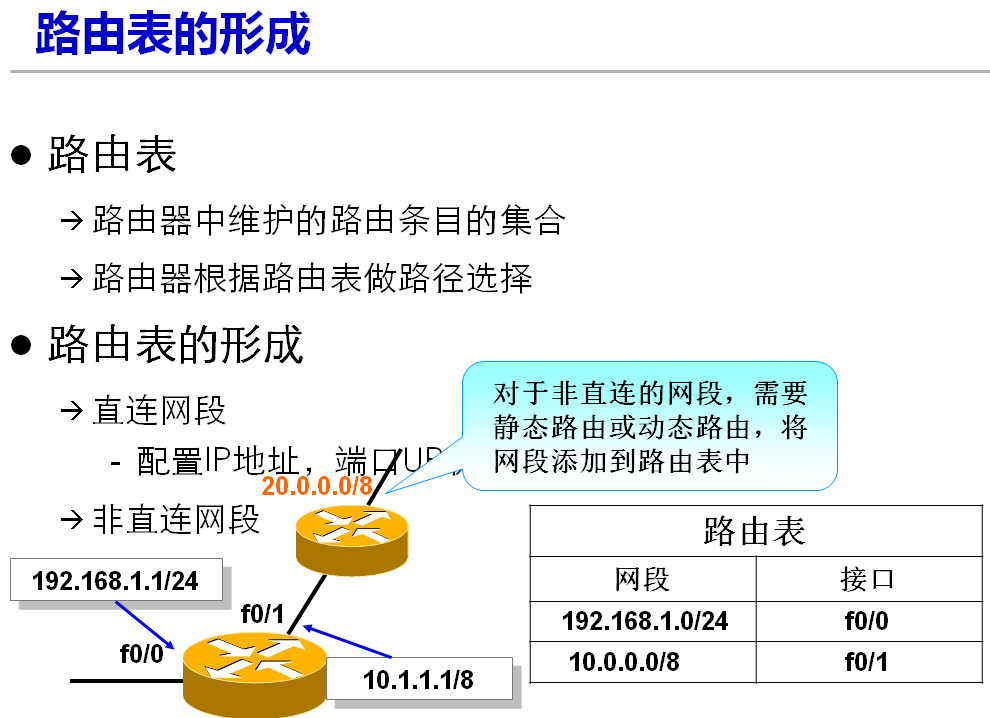 路由表的形成
● 路由表
→ 路由器中维护的路由条目的集合
→ 路由器根据路由表做路径选择
● 路由表的形成
→ 直连网段
- 配置IP地址，端口UP
→ 非直连网段
对于非直连的网段，需要
静态路由或动态路由，将
网段添加到路由表中
20.0.0.0/8
192.168.1.1/24
f0/1
f0/0
10.1.1.1/8
路由表
网段 接口
192.168.1.0/24 f0/0
10.0.0.0/8 f0/1